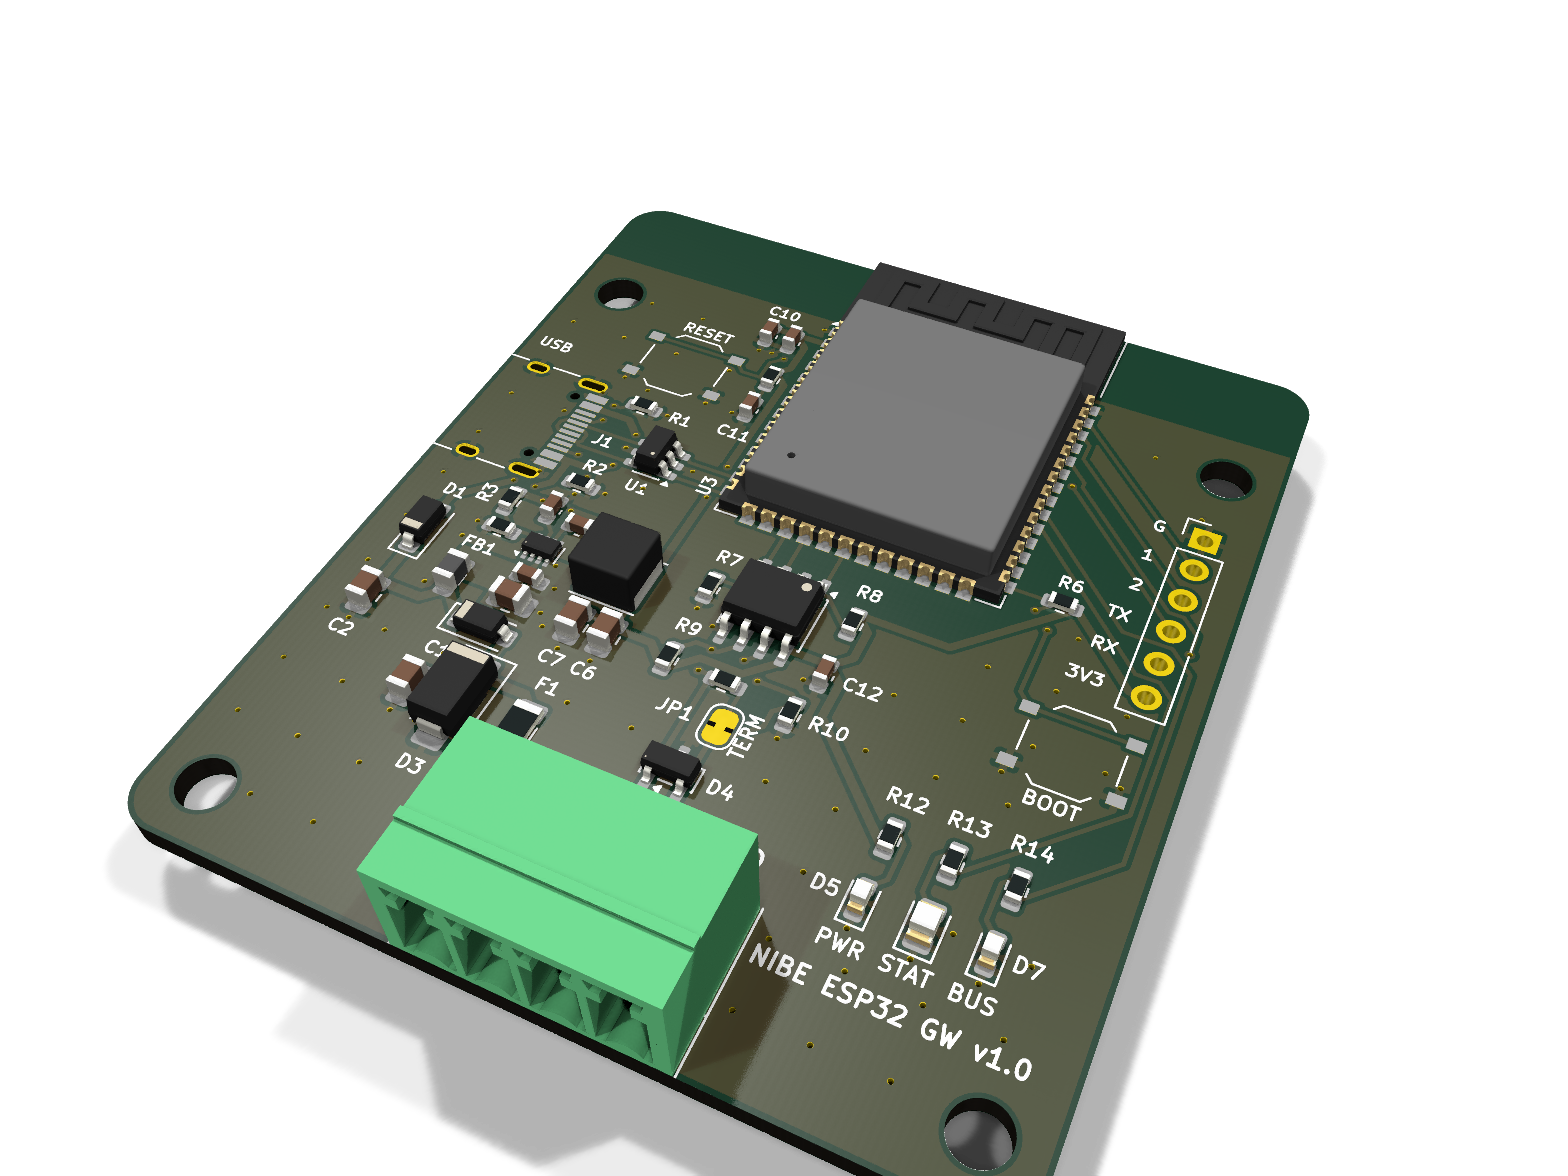 C10
RESET
USB
R1
C11
J1
R2
U1
U3
R3
D1
FB1
R7
R8
R6
G
1
2
TX
RX
3V3
C2
R9
C7
C6
F1
C12
JP1
TERM
R10
D3
D4
BOOT
R12
R13
R14
D5
PWR
STAT
D7
BUS
NIBE ESP32 GW v1.0